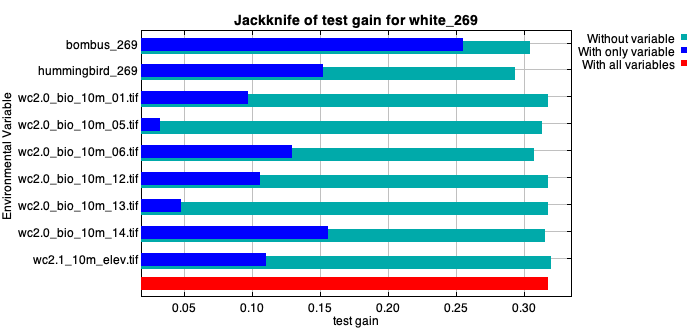 Jackknife of test gain for white_269
Without variable
With only variable
With all variables
Environmental Variable
bombus_269
hummingbird_269
wc2.0_bio_10m_01.tif
wc2.0_bio_10m_05.tif
wc2.0_bio_10m_06.tif
wc2.0_bio_10m_12.tif
wc2.0_bio_10m_13.tif
wc2.0_bio_10m_14.tif
wc2.1_10m_elev.tif
0.05 0.10 0.15 0.20 0.25 0.30
test gain